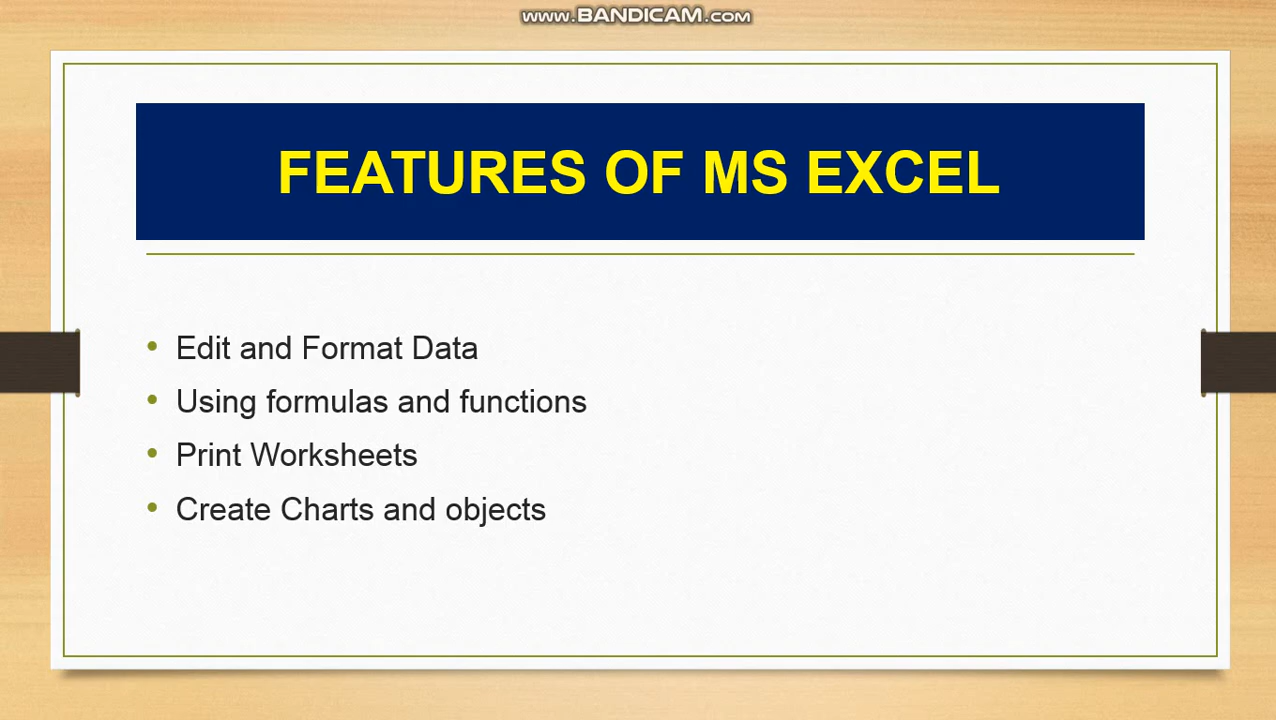 www.BANDICAM.com
FEATURES OF MS EXCEL
• Edit and Format Data
• Using formulas and functions
• Print Worksheets
• Create Charts and objects